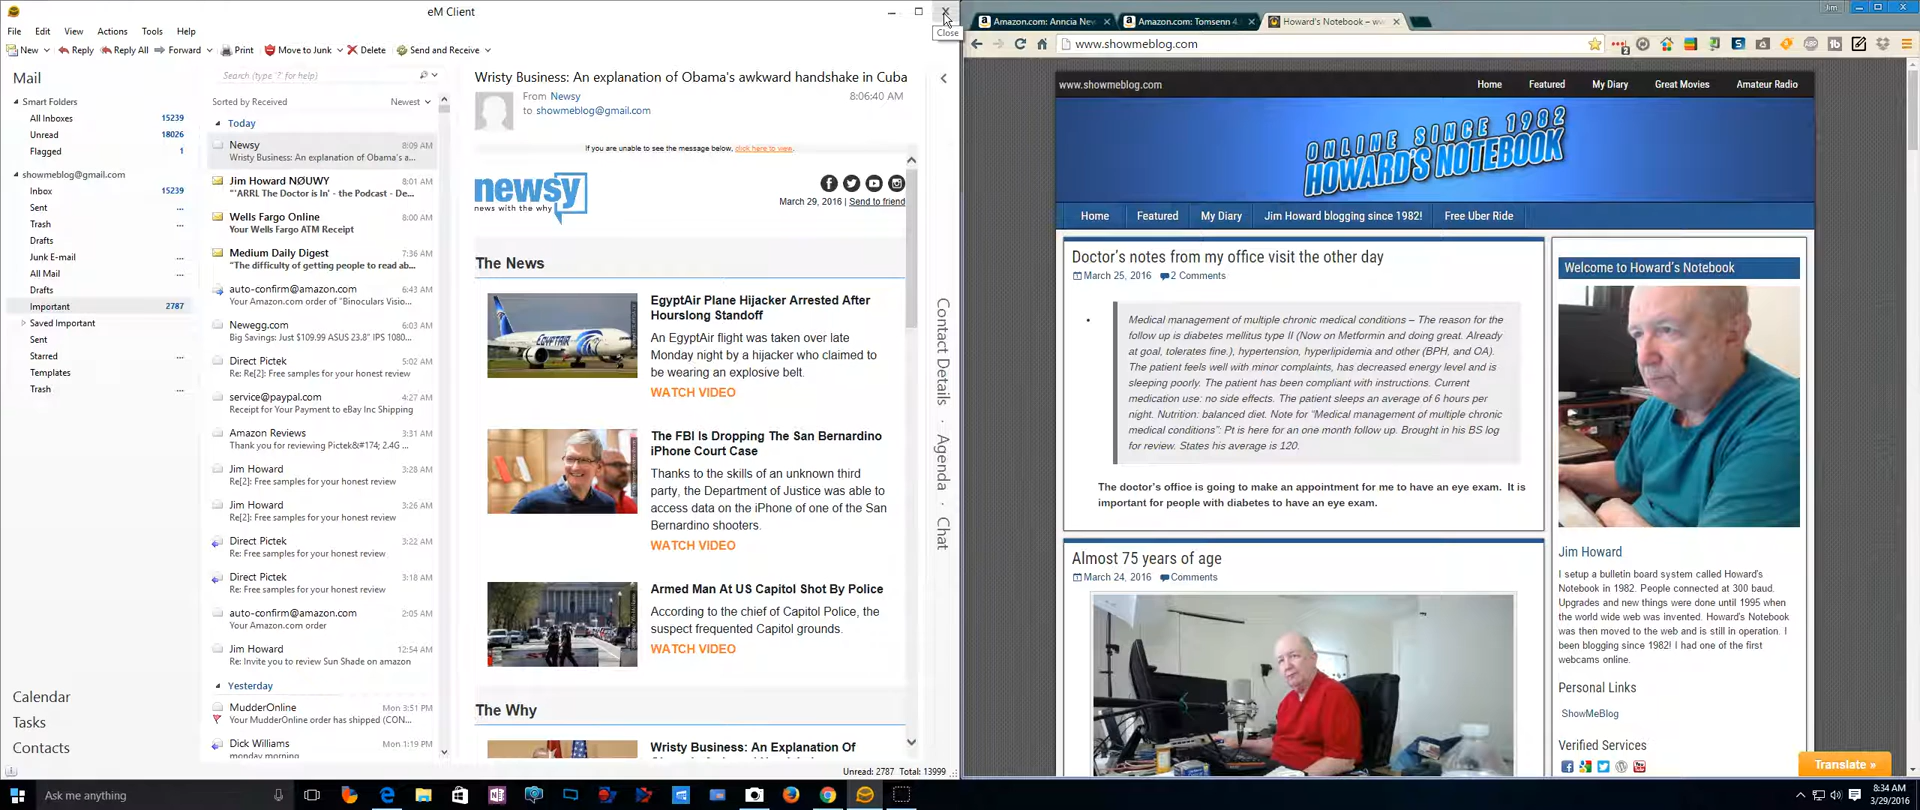 eM Client
File Edit View Actions Tools Help
New Reply Reply All Forward Print Move to Junk Delete Send and Receive
Close
Mail
Smart Folders
All Inboxes 15239
Unread 18026
Flagged 1
showmeblog@gmail.com
Inbox 15239
Sent ...
Trash ...
Drafts
Junk E-mail ...
All Mail ...
Drafts
Important 2787
Saved Important ...
Sent
Starred ...
Templates
Trash ...
Calendar
Tasks
Contacts
Search (type '?' for help)
Sorted by Received Newest
Today
Newsy 8:09 AM
Wristy Business: An explanation of Obama's a...
Jim Howard NØUWY 8:01 AM
"'ARRL The Doctor is In' - the Podcast - De...
Wells Fargo Online 8:00 AM
Your Wells Fargo ATM Receipt
Medium Daily Digest 7:36 AM
"The difficulty of getting people to read ab...
auto-confirm@amazon.com 6:43 AM
Your Amazon.com order of "Binoculars Visio...
Newegg.com 6:03 AM
Big Savings: Just $109.99 ASUS 23.8" IPS 1080...
Direct Pictek 5:02 AM
Re: Re[2]: Free samples for your honest review
service@paypal.com 4:27 AM
Receipt for Your Payment to eBay Inc Shipping
Amazon Reviews 3:31 AM
Thank you for reviewing Pictek&#174; 2.4G ...
Jim Howard 3:28 AM
Re[2]: Free samples for your honest review
Jim Howard 3:26 AM
Re[2]: Free samples for your honest review
Direct Pictek 3:22 AM
Re: Free samples for your honest review
Direct Pictek 3:18 AM
Re: Free samples for your honest review
auto-confirm@amazon.com 2:05 AM
Your Amazon.com order
Jim Howard 12:54 AM
Re: Invite you to review Sun Shade on amazon
Yesterday
MudderOnline Mon 3:51 PM
Your MudderOnline order has shipped (CON...
Dick Williams Mon 1:19 PM
monday morning
Wristy Business: An explanation of Obama's awkward handshake in Cuba
From Newsy 8:06:40 AM
to showmeblog@gmail.com
If you are unable to see the message below, click here to view.
newsy
news with the why
March 29, 2016 | Send to friend
The News
EgyptAir Plane Hijacker Arrested After
Hourslong Standoff
An EgyptAir flight was taken over late
Monday night by a hijacker who claimed to
be wearing an explosive belt.
WATCH VIDEO
The FBI Is Dropping The San Bernardino
iPhone Court Case
Thanks to the skills of an unknown third
party, the Department of Justice was able to
access data on the iPhone of one of the San
Bernardino shooters.
WATCH VIDEO
Armed Man At US Capitol Shot By Police
According to the chief of Capitol Police, the
suspect frequented Capitol grounds.
WATCH VIDEO
The Why
Wristy Business: An Explanation Of
Contact Details · Agenda · Chat
Unread: 2787 Total: 13999
Amazon.com: Anncia New Amazon.com: Tomsenn 4. Howard's Notebook – ww Jim
www.showmeblog.com
www.showmeblog.com Home Featured My Diary Great Movies Amateur Radio
ONLINE SINCE 1982
HOWARD'S NOTEBOOK
Home Featured My Diary Jim Howard blogging since 1982! Free Uber Ride
Doctor's notes from my office visit the other day
March 25, 2016 2 Comments
Medical management of multiple chronic medical conditions – The reason for the
follow up is diabetes mellitus type II (Now on Metformin and doing great. Already
at goal, tolerates fine.), hypertension, hyperlipidemia and other (BPH, and OA).
The patient feels well with minor complaints, has decreased energy level and is
sleeping poorly. The patient has been compliant with instructions. Current
medication use: no side effects. The patient sleeps an average of 6 hours per
night. Nutrition: balanced diet. Note for "Medical management of multiple chronic
medical conditions": Pt is here for an one month follow up. Brought in his BS log
for review. States his average is 120.
The doctor's office is going to make an appointment for me to have an eye exam. It is
important for people with diabetes to have an eye exam.
Almost 75 years of age
March 24, 2016 Comments
Welcome to Howard's Notebook
Jim Howard
I setup a bulletin board system called Howard's
Notebook in 1982. People connected at 300 baud.
Upgrades and new things were done until 1995 when
the world wide web was invented. Howard's Notebook
was then moved to the web and is still in operation. I
been blogging since 1982! I had one of the first
webcams online.
Personal Links
ShowMeBlog
Verified Services
Translate »
Ask me anything
8:34 AM
3/29/2016